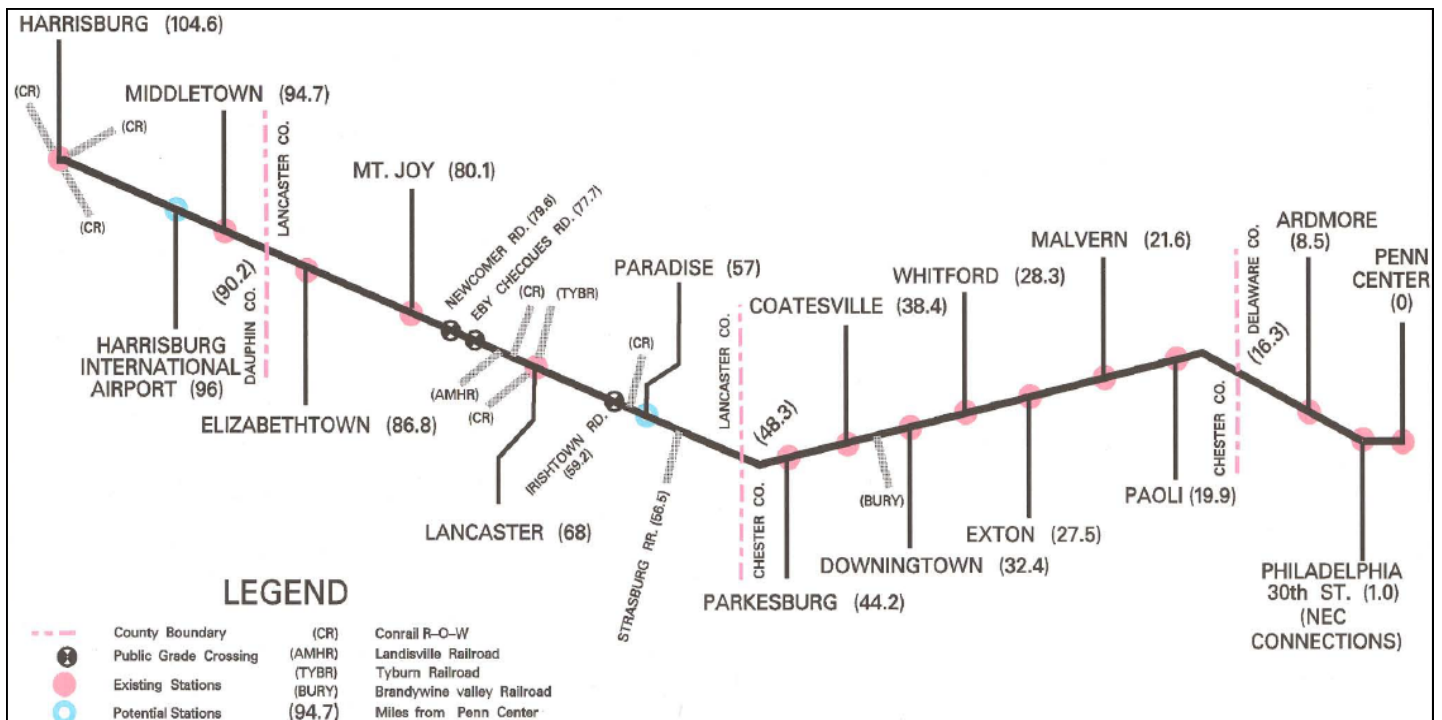 HARRISBURG (104.6)
(CR)
(CR)
(CR)
MIDDLETOWN (94.7)
LANCASTER CO.
DAUPHIN CO.
(90.2)
HARRISBURG
INTERNATIONAL
AIRPORT (96)
ELIZABETHTOWN (86.8)
MT. JOY (80.1)
NEWCOMER RD. (79.6)
EBY CHECQUES RD. (77.7)
(CR)
(TYBR)
(AMHR)
(CR)
LANCASTER (68)
IRISHTOWN RD.
(59.2)
(CR)
PARADISE (57)
STRASBURG RR. (56.5)
LANCASTER CO.
CHESTER CO.
(48.3)
PARKESBURG (44.2)
COATESVILLE (38.4)
(BURY)
DOWNINGTOWN (32.4)
WHITFORD (28.3)
EXTON (27.5)
MALVERN (21.6)
PAOLI (19.9)
DELAWARE CO.
CHESTER CO.
(16.3)
ARDMORE
(8.5)
PENN
CENTER
(0)
PHILADELPHIA
30th ST. (1.0)
(NEC
CONNECTIONS)
LEGEND
County Boundary (CR) Conrail R-O-W
Public Grade Crossing (AMHR) Landisville Railroad
(TYBR) Tyburn Railroad
Existing Stations (BURY) Brandywine valley Railroad
Potential Stations (94.7) Miles from Penn Center